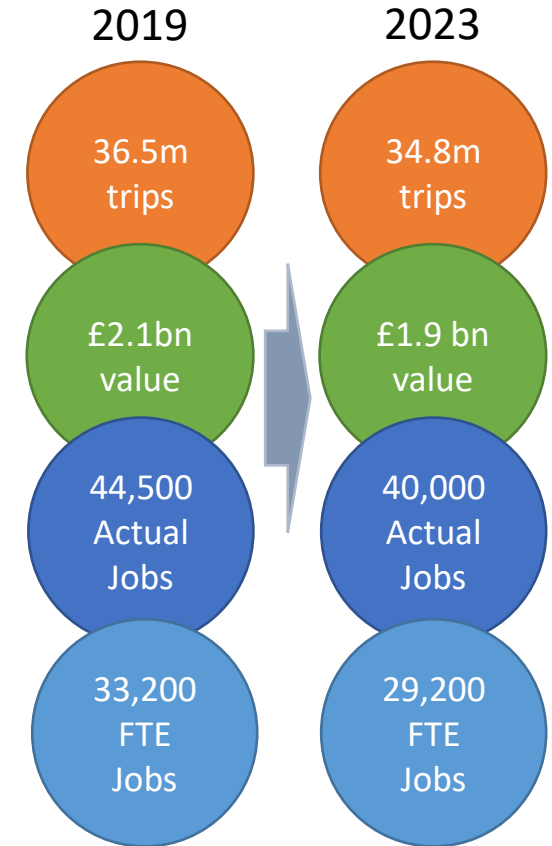 2019
2023
36.5m
trips
34.8m
trips
£2.1bn
value
£1.9 bn
value
44,500
Actual
Jobs
40,000
Actual
Jobs
33,200
FTE
Jobs
29,200
FTE
Jobs